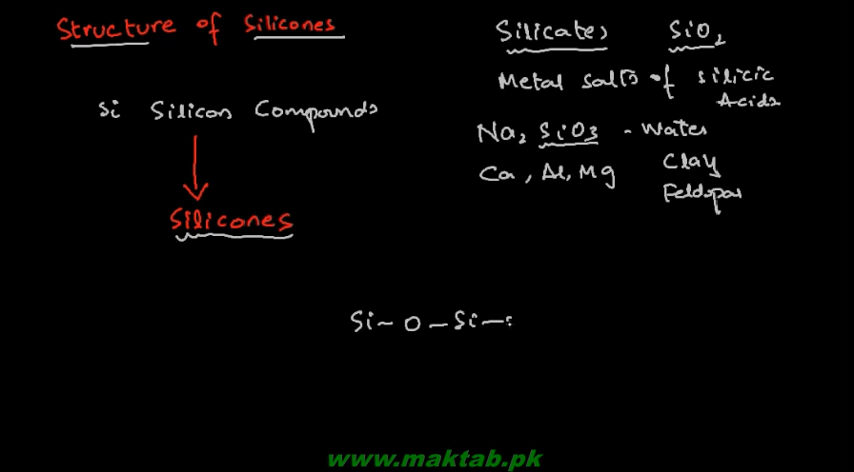 Structure of Silicones
Si Silicon Compounds
Silicones
Silicates SiO2
Metal salts of silicic
Acids
Na2 SiO3 - Water
Ca, Al, Mg Clay
Feldspar
Si - O - Si -
www.maktab.pk